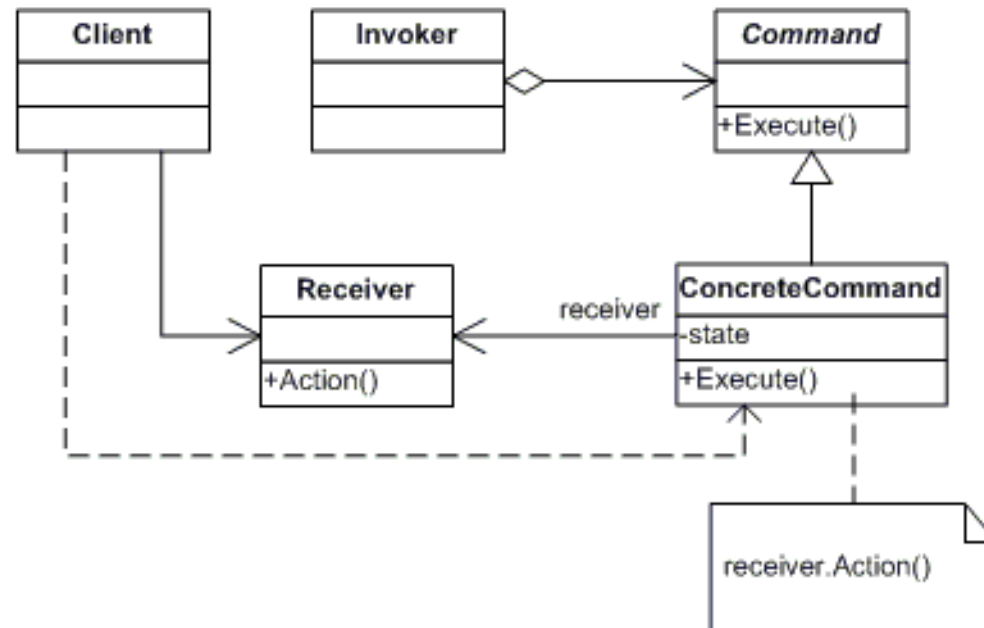 Client
Invoker
Command
+Execute()
Receiver
+Action()
receiver
ConcreteCommand
-state
+Execute()
receiver.Action()